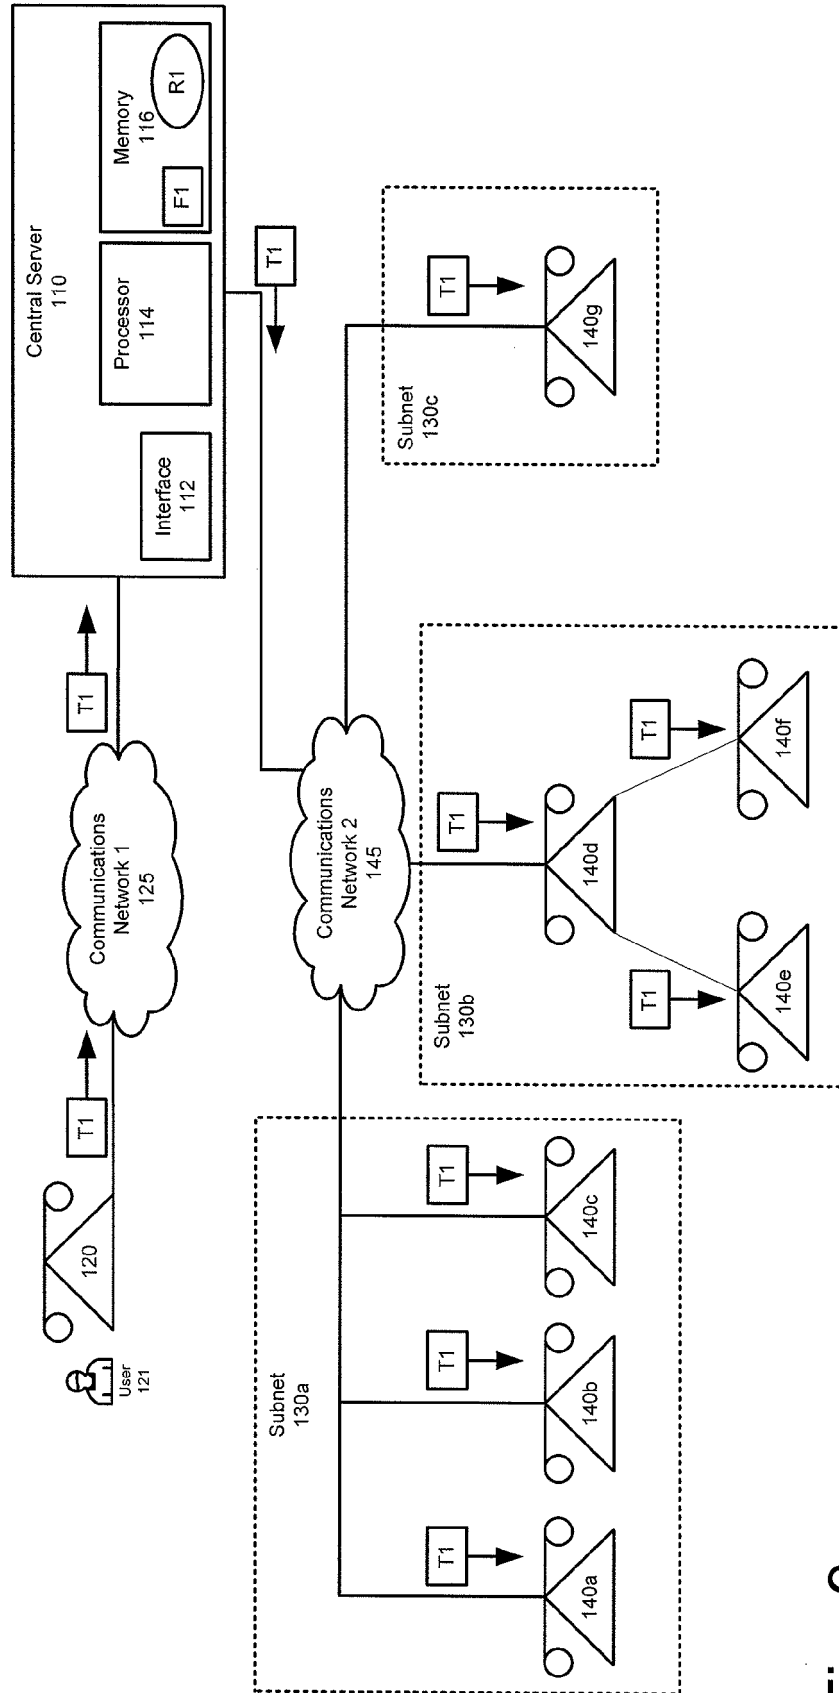 Central Server
110
Interface
112
Processor
114
Memory
116
F1
R1
T1
T1
User
121
120
Communications
Network 1
125
T1
Communications
Network 2
145
Subnet
130a
T1
T1
T1
140a
140b
140c
Subnet
130b
T1
140d
T1
T1
140e
140f
Subnet
130c
T1
140g